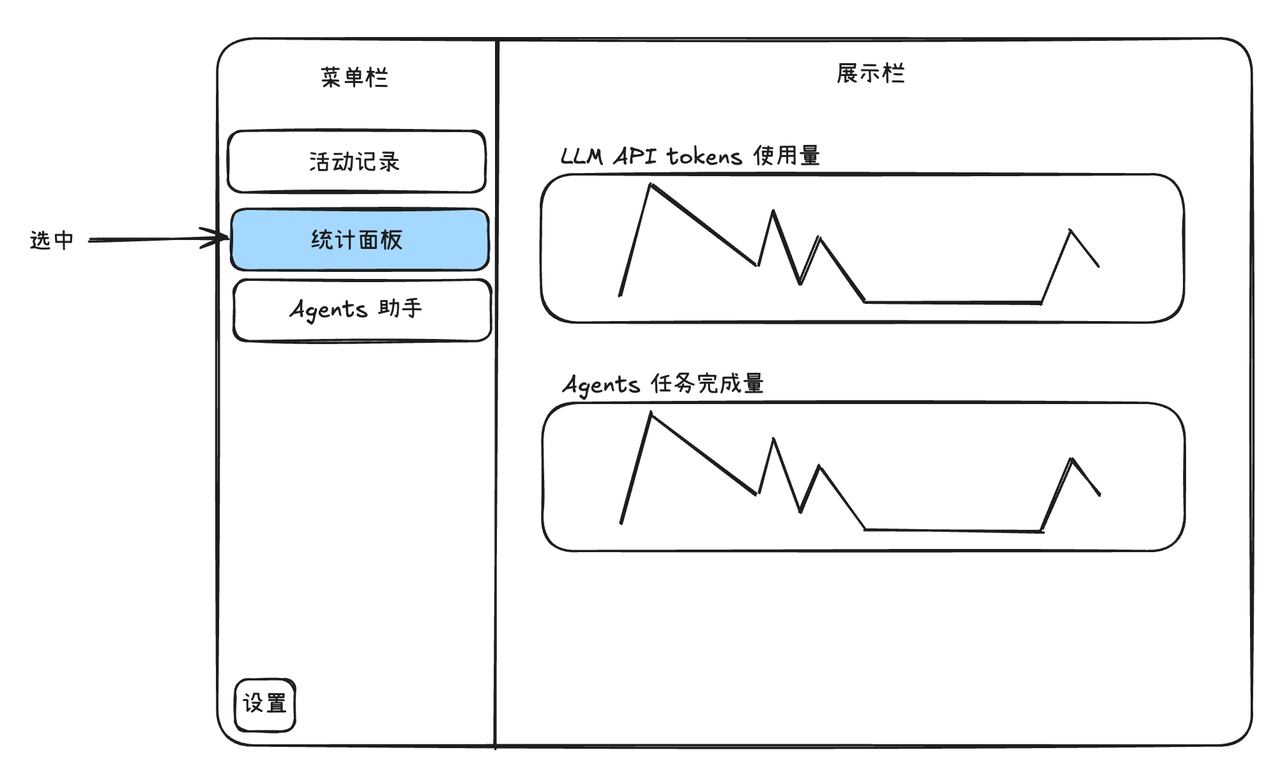 菜单栏
展示栏
活动记录
选中
统计面板
Agents 助手
设置
LLM API tokens 使用量
Agents 任务完成量